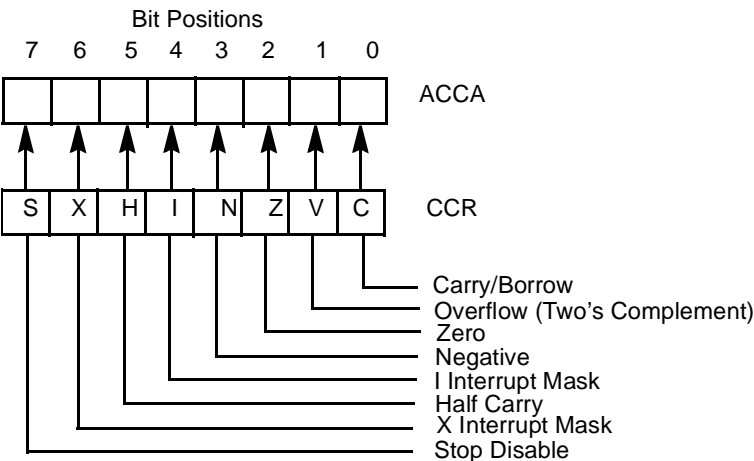 Bit Positions
7 6 5 4 3 2 1 0
ACCA
S X H I N Z V C CCR
Carry/Borrow
Overflow (Two's Complement)
Zero
Negative
I Interrupt Mask
Half Carry
X Interrupt Mask
Stop Disable